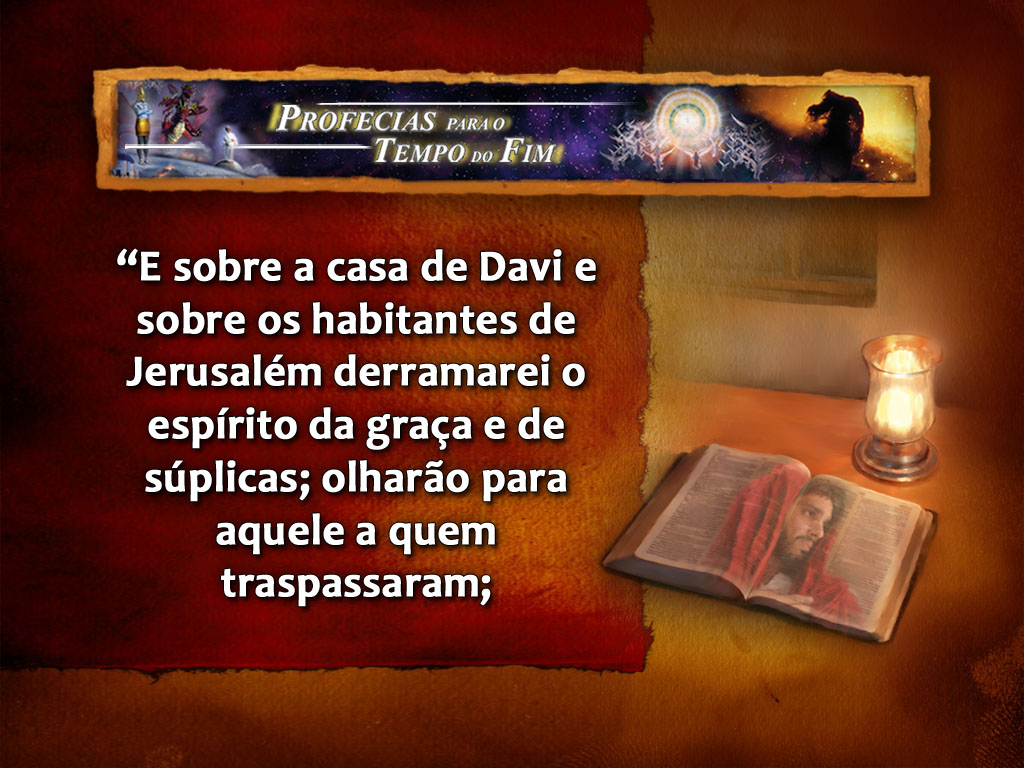 PROFECIAS PARA O
TEMPO DO FIM
“E sobre a casa de Davi e
sobre os habitantes de
Jerusalém derramarei o
espírito da graça e de
súplicas; olharão para
aquele a quem
traspassaram;